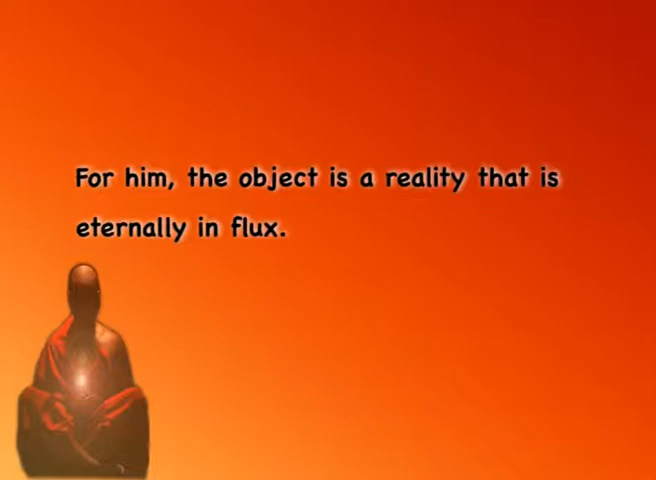 For him, the object is a reality that is
eternally in flux.